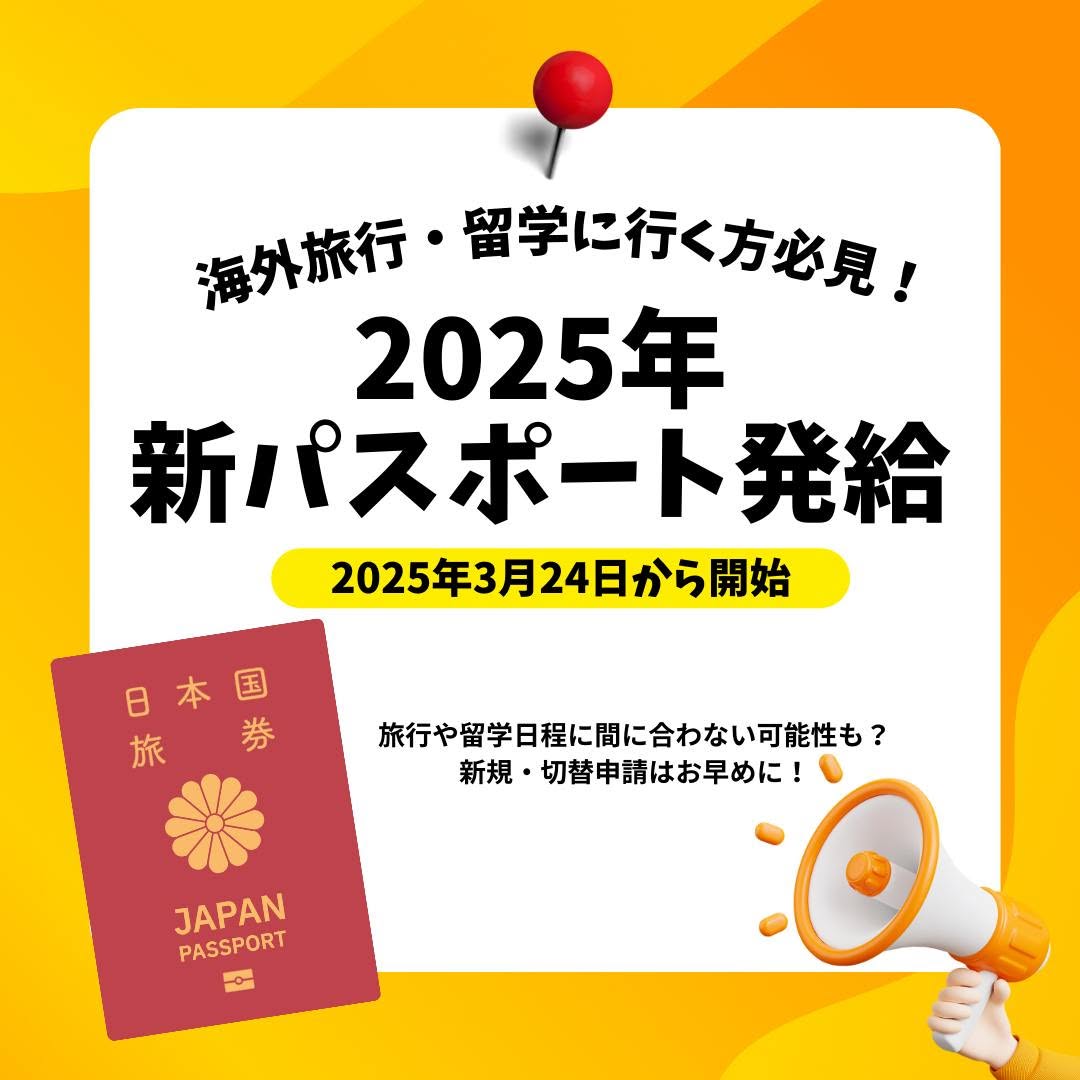 海外旅行・留学に行く方必見！
2025年
新パスポート発給
2025年3月24日から開始
日本国
旅券
JAPAN
PASSPORT
旅行や留学日程に間に合わない可能性も？
新規・切替申請はお早めに！